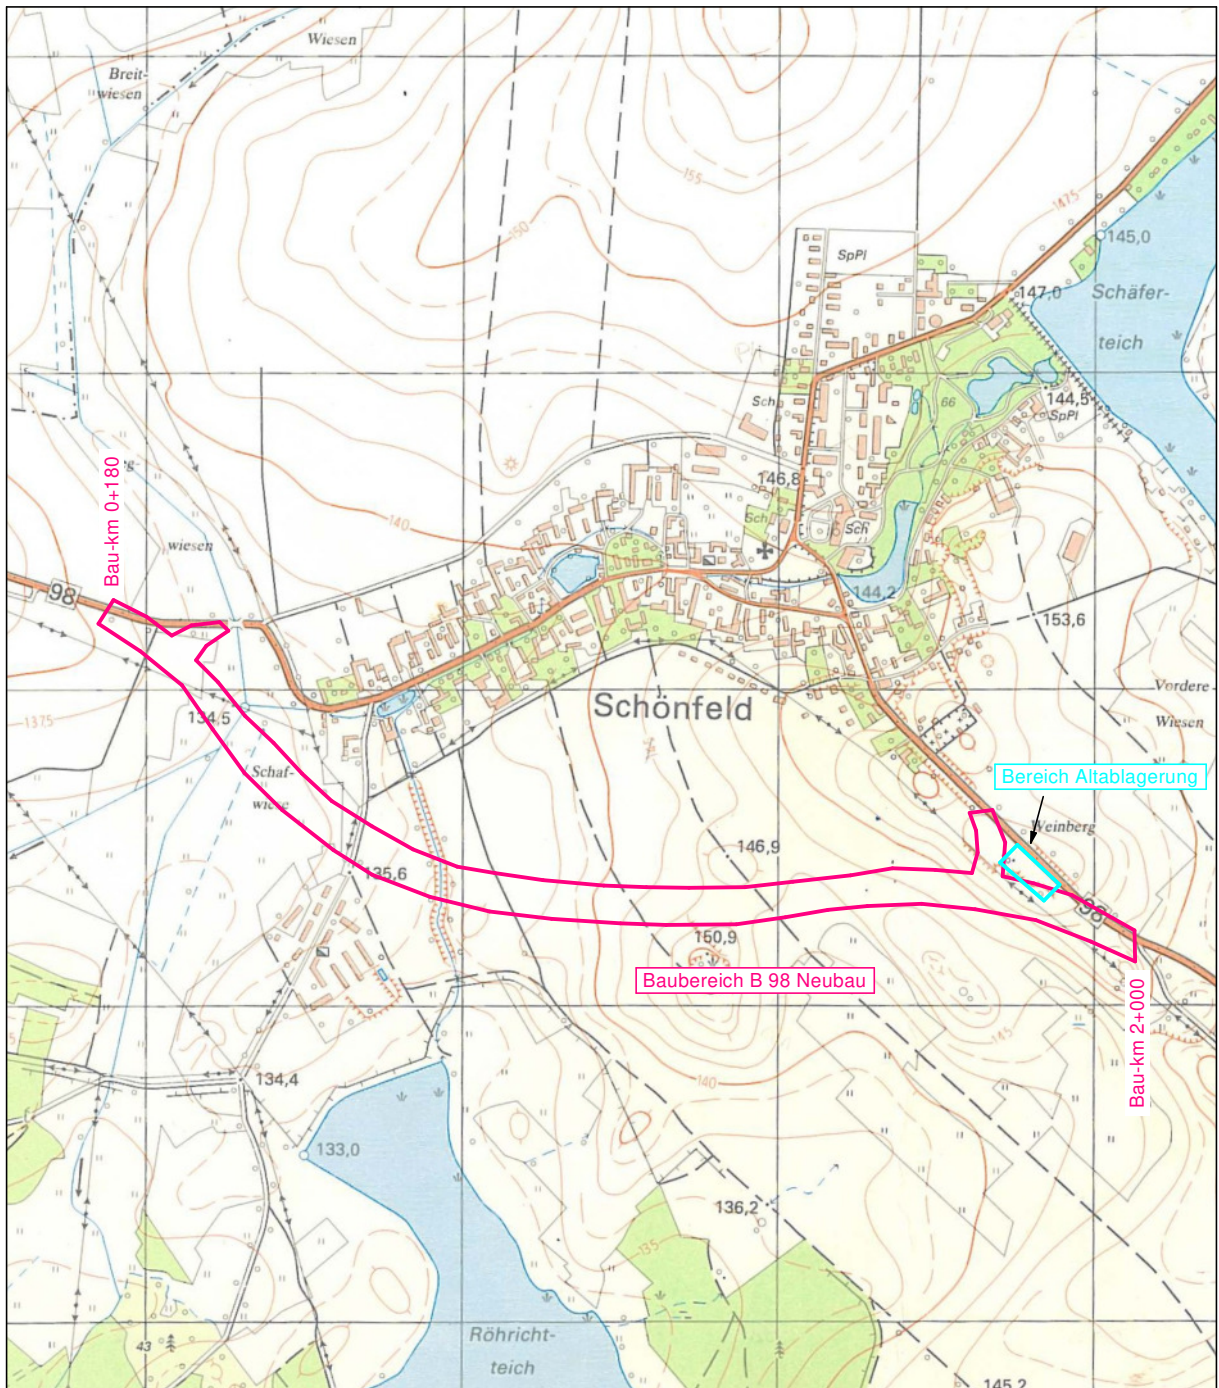 Wiesen
Breit-
wiesen
155
150
1475
145,0
SpPl
147,0
Schäfer-
teich
144,5
SpPl
66
Sch
146,8
Sch
Sch
140
Bau-km 0+180
wiesen
98
144,2
153,6
Vordere
Wiesen
Schönfeld
134,5
1375
Schaf-
wiese
Bereich Altablagerung
Weinberg
146,9
135,6
98
150,9
Baubereich B 98 Neubau
Bau-km 2+000
145
140
134,4
133,0
136,2
135
Röhricht-
teich
43
145,2